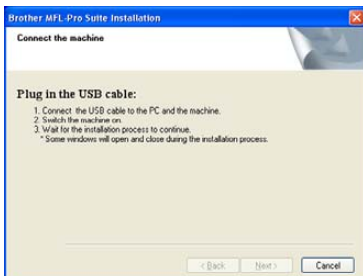 Brother MFL-Pro Suite Installation
Connect the machine
Plug in the USB cable:
1. Connect the USB cable to the PC and the machine.
2. Switch the machine on.
3. Wait for the installation process to continue.
* Some windows will open and close during the installation process.
< Back
Next >
Cancel